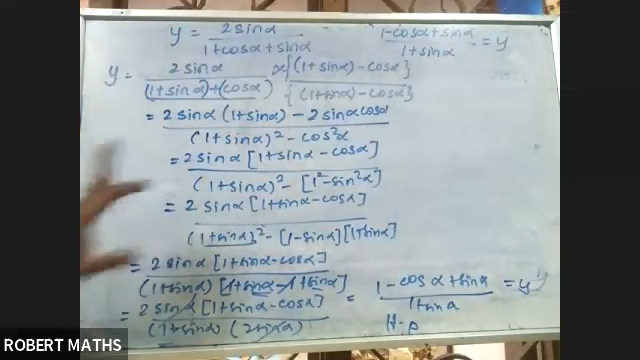 y = 2sinα / 1+cosα+sinα    1-cosα+sinα / 1+sinα = y
y = 2sinα / (1+sinα)+(cosα) × {(1+sinα)-cosα} / {(1+sinα)-cosα}
= 2sinα (1+sinα) - 2sinα cosα / (1+sinα)² - cos²α
= 2sinα [1+sinα-cosα] / (1+sinα)² - [1²-sin²α]
= 2sinα [1+sinα-cosα] / (1+sinα)² - [1-sinα][1+sinα]
= 2sinα [1+sinα-cosα] / (1+sinα) [1+sinα-1+sinα]
= 2sinα [1+sinα-cosα] / (1+sinα) (2sinα) = 1-cosα+sinα / 1+sinα = y
H.p
ROBERT MATHS